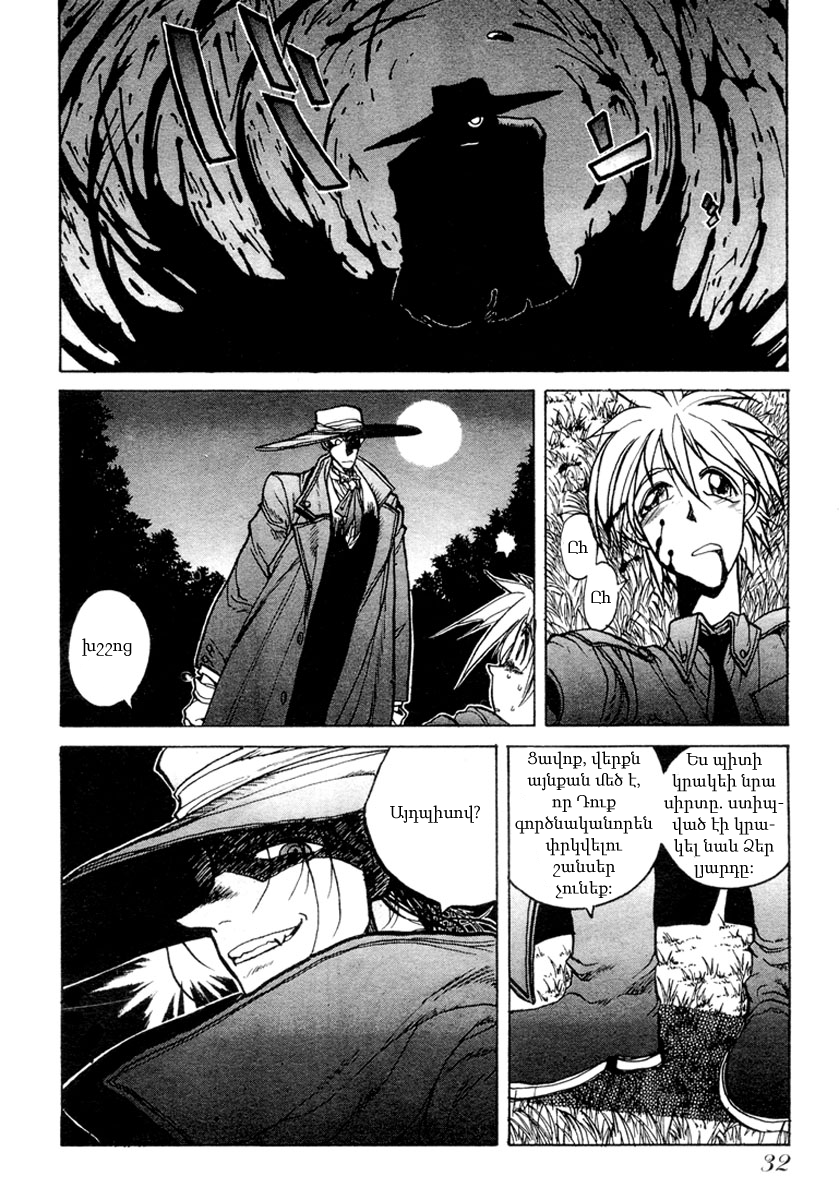 Ըհ
Ըհ
խշշոց
Ես պիտի
կրակեի նրա
սիրտը. ստիպ-
ված էի կրա-
կել նաև Ձեր
լյարդը:
Ցավոք, վերքն
այնքան մեծ է,
որ Դուք
գործնականորեն
փրկվելու
շանսեր
չունեք:
Այդպիսով?
32